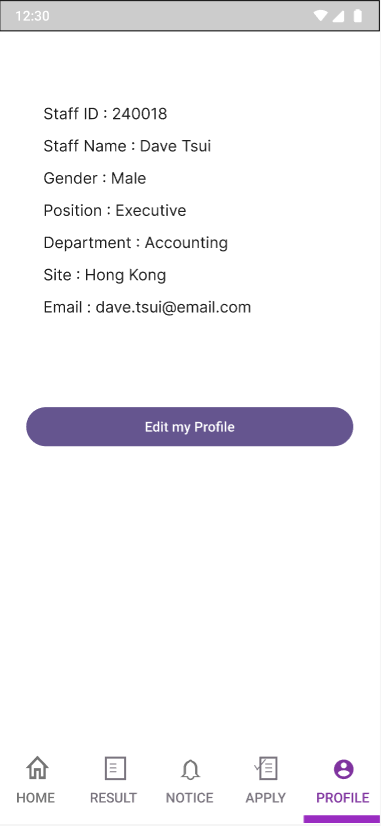 12:30
Staff ID : 240018
Staff Name : Dave Tsui
Gender : Male
Position : Executive
Department : Accounting
Site : Hong Kong
Email : dave.tsui@email.com
Edit my Profile
HOME RESULT NOTICE APPLY PROFILE